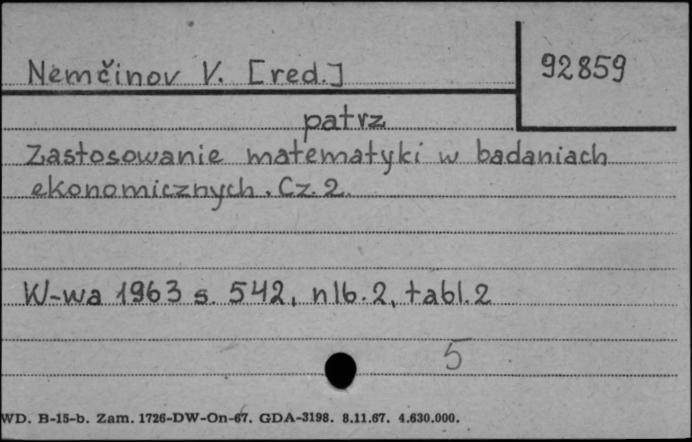 Nemčinov V. [red.]
92859
patrz
Zastosowanie matematyki w badaniach
ekonomicznych. Cz. 2.
W-wa 1963 s. 542, nlb. 2, tabl. 2
5
WD. B-15-b. Zam. 1726-DW-On-67. GDA-3198. 8.11.67. 4.630.000.